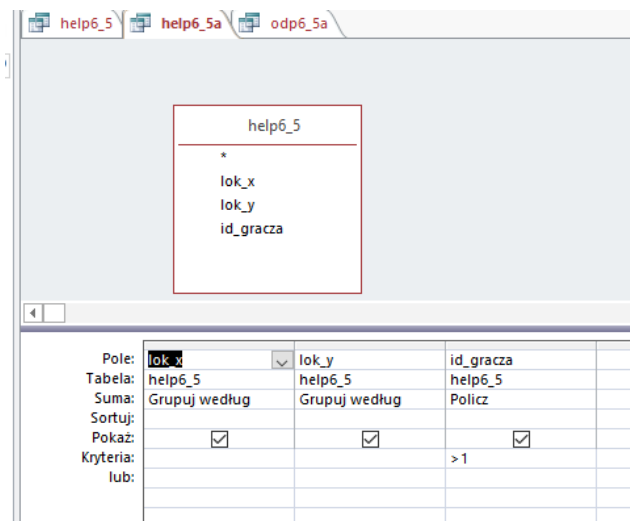 help6_5 help6_5a odp6_5a
help6_5
*
lok_x
lok_y
id_gracza
Pole: lok_x lok_y id_gracza
Tabela: help6_5 help6_5 help6_5
Suma: Grupuj według Grupuj według Policz
Sortuj:
Pokaż:
Kryteria: >1
lub: